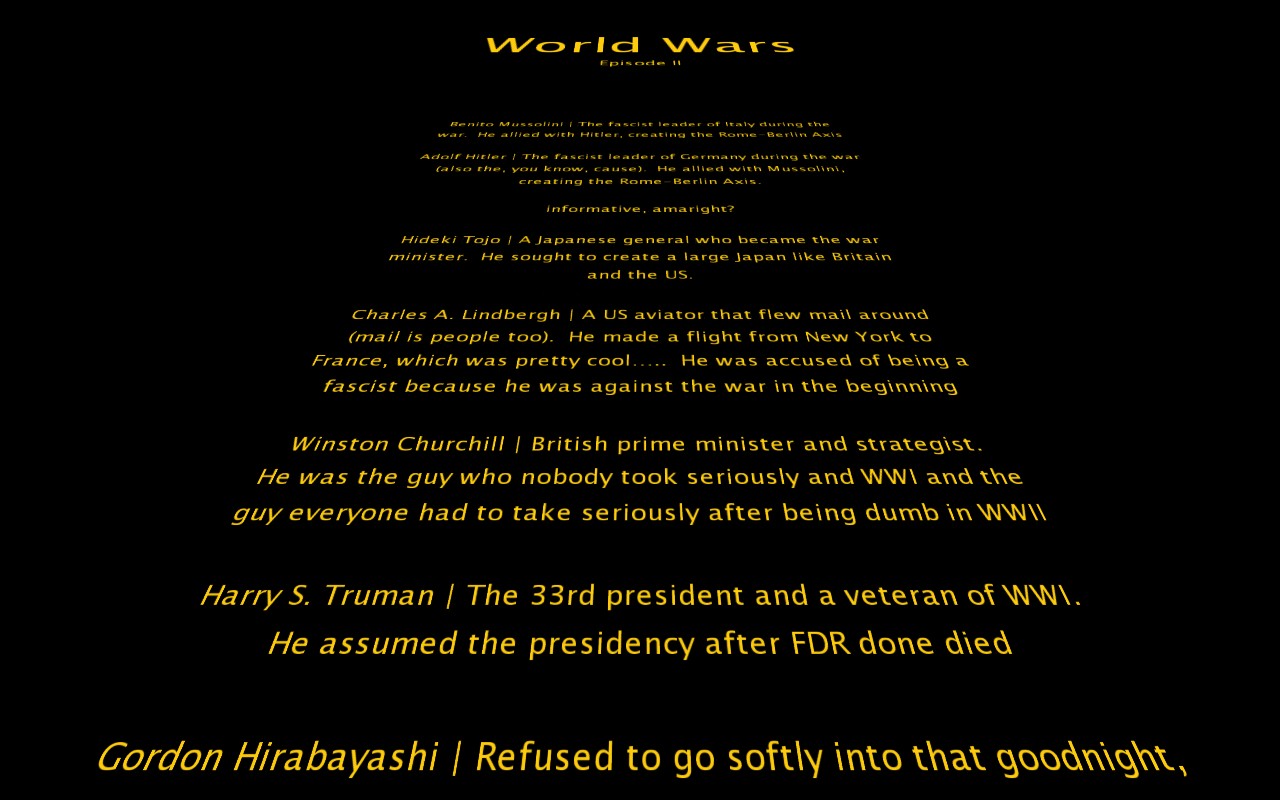 World Wars
Episode II
Benito Mussolini | The fascist leader of Italy during the
war. He allied with Hitler, creating the Rome-Berlin Axis
Adolf Hitler | The fascist leader of Germany during the war
(also the, you know, cause). He allied with Mussolini,
creating the Rome-Berlin Axis.
informative, amaright?
Hideki Tojo | A Japanese general who became the war
minister. He sought to create a large Japan like Britain
and the US.
Charles A. Lindbergh | A US aviator that flew mail around
(mail is people too). He made a flight from New York to
France, which was pretty cool….. He was accused of being a
fascist because he was against the war in the beginning
Winston Churchill | British prime minister and strategist.
He was the guy who nobody took seriously and WWI and the
guy everyone had to take seriously after being dumb in WWII
Harry S. Truman | The 33rd president and a veteran of WWI.
He assumed the presidency after FDR done died
Gordon Hirabayashi | Refused to go softly into that goodnight,